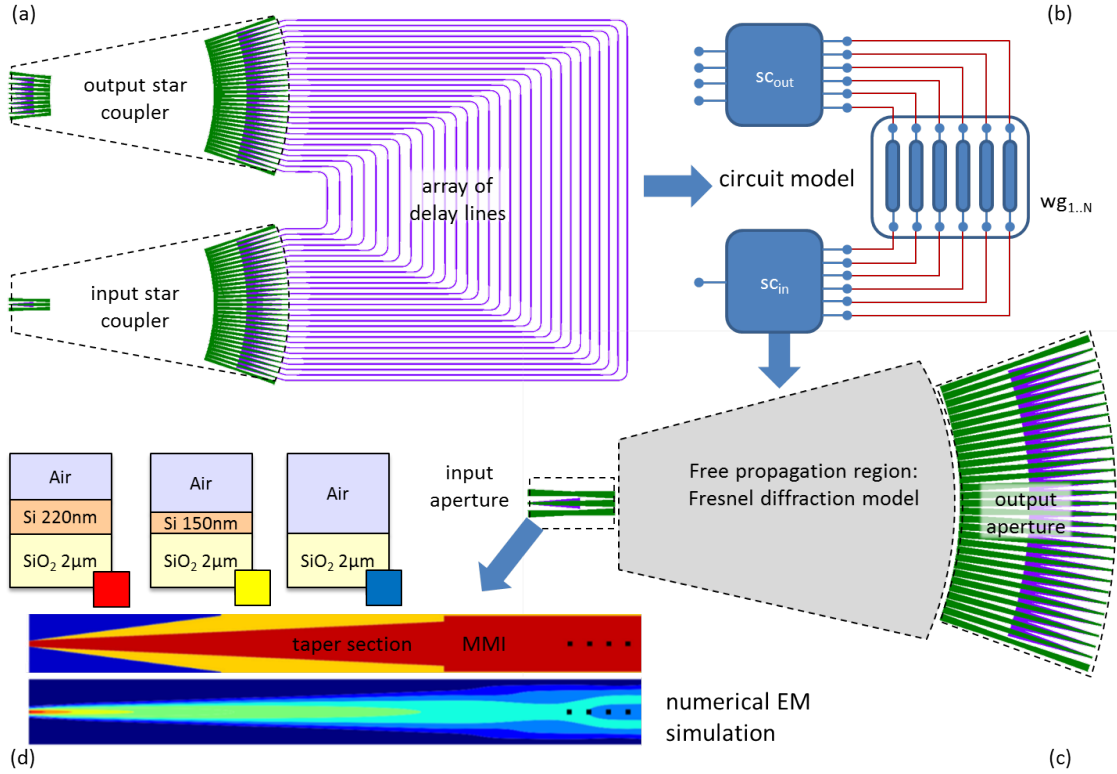 (a)
(b)
output star
coupler
array of
delay lines
input star
coupler
SC_out
circuit model
wg_1..N
SC_in
input
aperture
Free propagation region:
Fresnel diffraction model
output
aperture
Air
Si 220nm
SiO₂ 2µm
Air
Si 150nm
SiO₂ 2µm
Air
SiO₂ 2µm
taper section
MMI
numerical EM
simulation
(d)
(c)